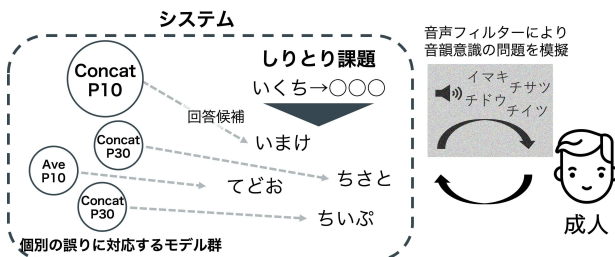 システム
Concat
P10
しりとり課題
いくち→〇〇〇
回答候補
いまけ
Concat
P30
ちさと
Ave
P10
てどお
Concat
P30
ちいぷ
個別の誤りに対応するモデル群
音声フィルターにより
音韻意識の問題を模擬
イマキ
チサツ
チドウ
チイツ
成人